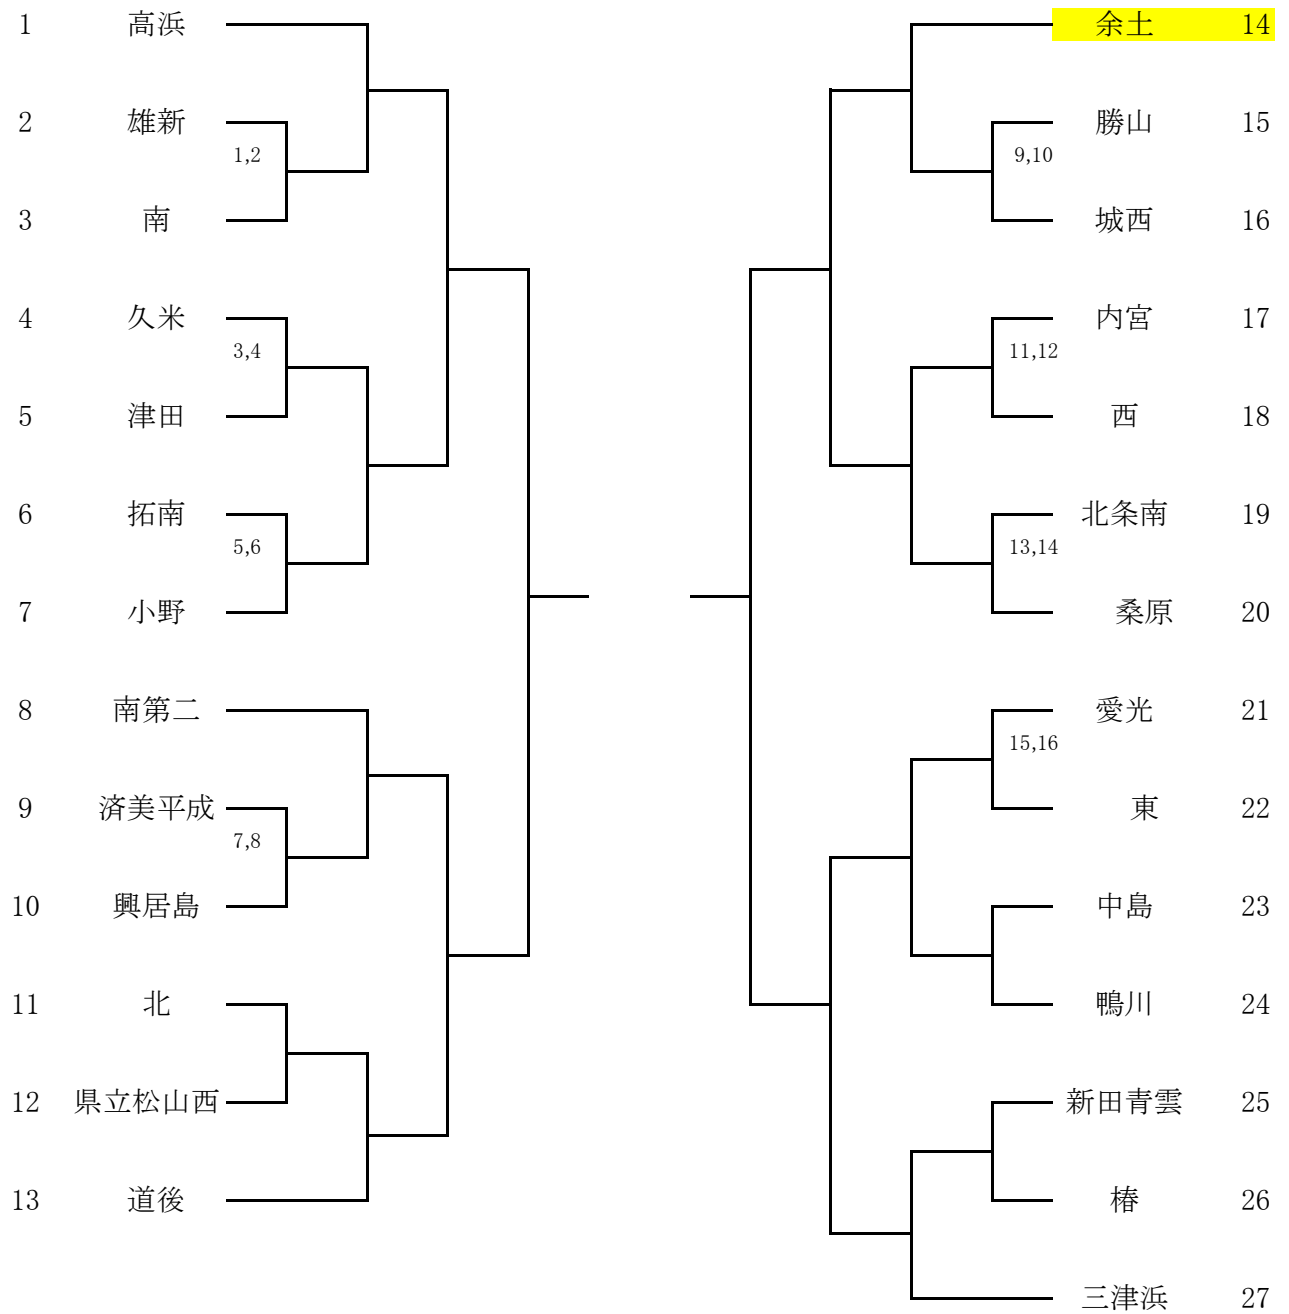 1 高浜
2 雄新
1,2
3 南
4 久米
3,4
5 津田
6 拓南
5,6
7 小野
8 南第二
9 済美平成
7,8
10 興居島
11 北
12 県立松山西
13 道後
余土 14
勝山 15
9,10
城西 16
内宮 17
11,12
西 18
北条南 19
13,14
桑原 20
愛光 21
15,16
東 22
中島 23
鴨川 24
新田青雲 25
椿 26
三津浜 27